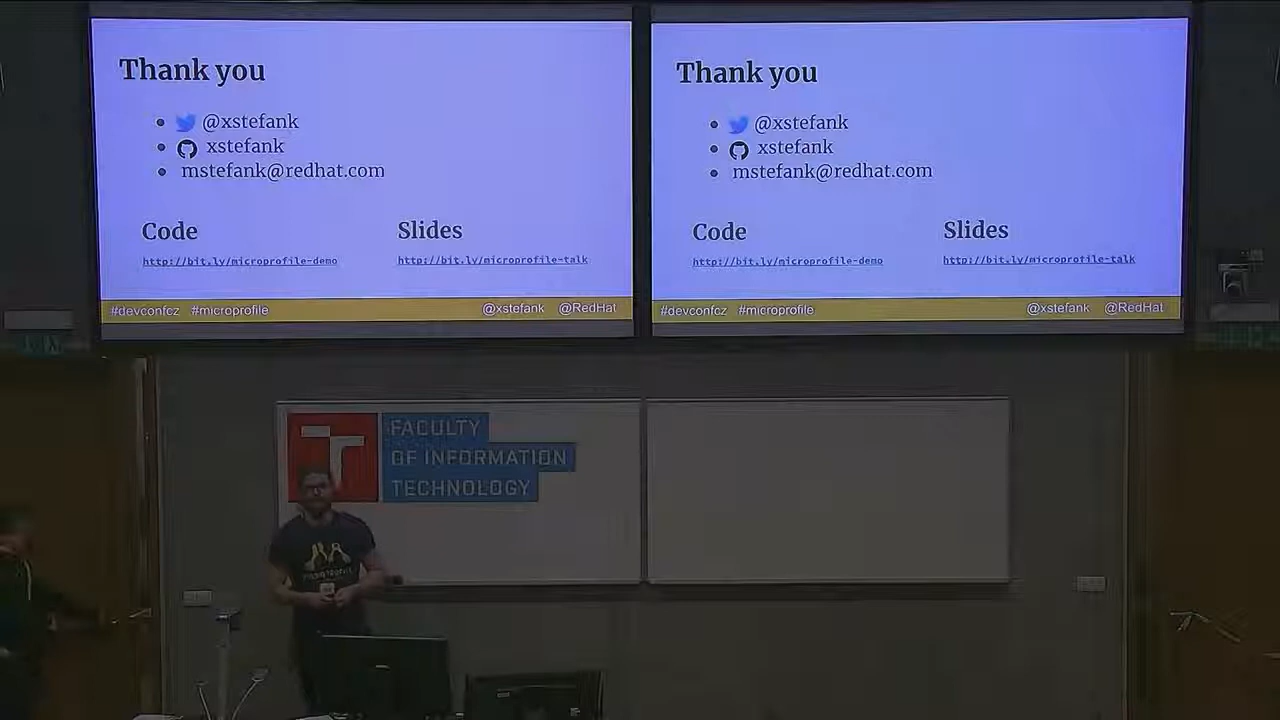 Thank you
@xstefank
xstefank
mstefank@redhat.com
Code
http://bit.ly/microprofile-demo
Slides
http://bit.ly/microprofile-talk
#devconfcz #microprofile
@xstefank @RedHat
Thank you
@xstefank
xstefank
mstefank@redhat.com
Code
http://bit.ly/microprofile-demo
Slides
http://bit.ly/microprofile-talk
#devconfcz #microprofile
@xstefank @RedHat
FACULTY
OF INFORMATION
TECHNOLOGY